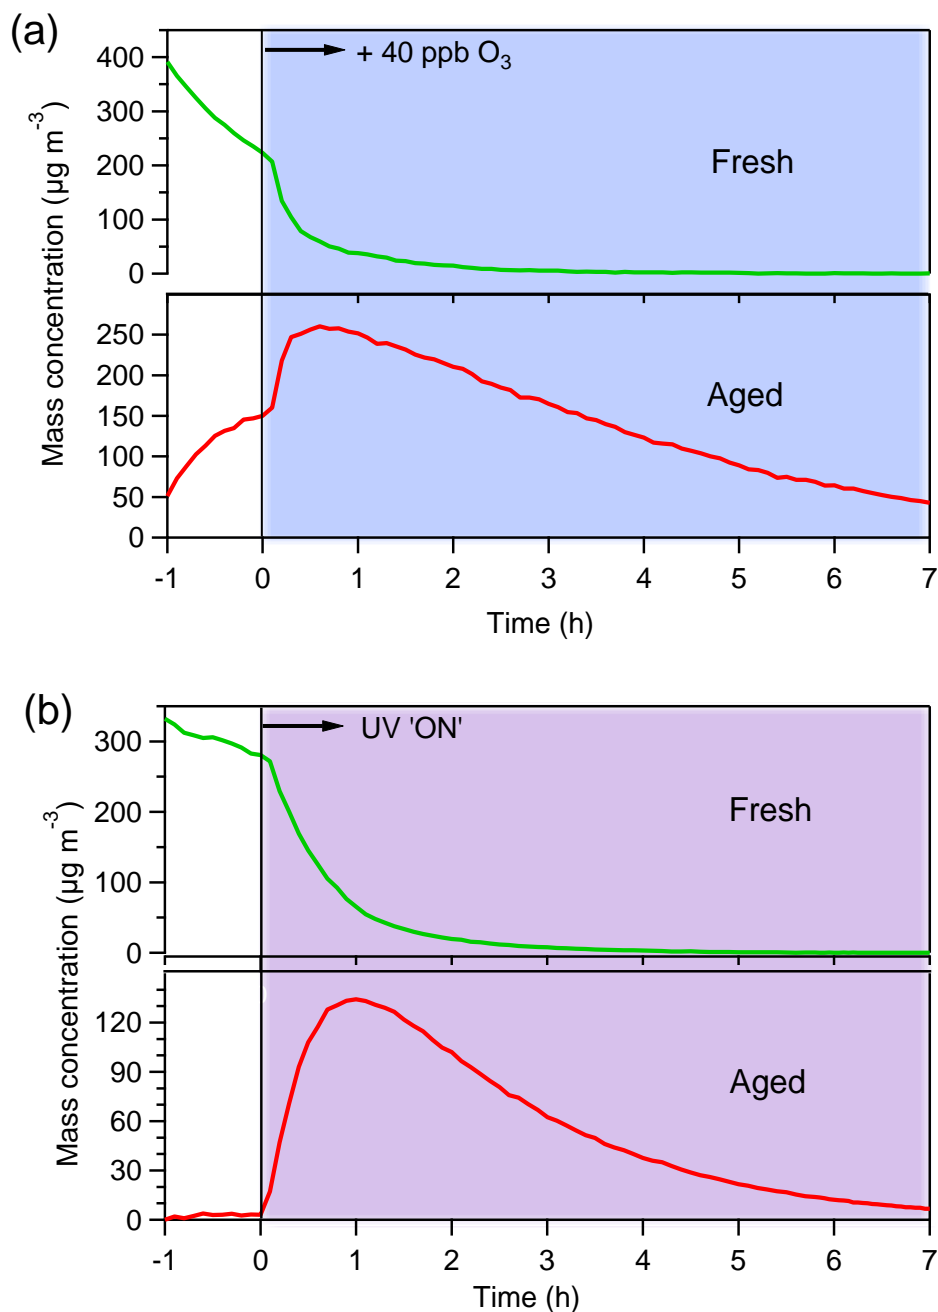 (a)
+ 40 ppb O3
Fresh
Mass concentration (µg m-3)
400
300
200
100
0
Aged
250
200
150
100
50
0
-1 0 1 2 3 4 5 6 7
Time (h)
(b)
UV 'ON'
Fresh
Mass concentration (µg m-3)
300
200
100
0
Aged
120
90
60
30
0
-1 0 1 2 3 4 5 6 7
Time (h)